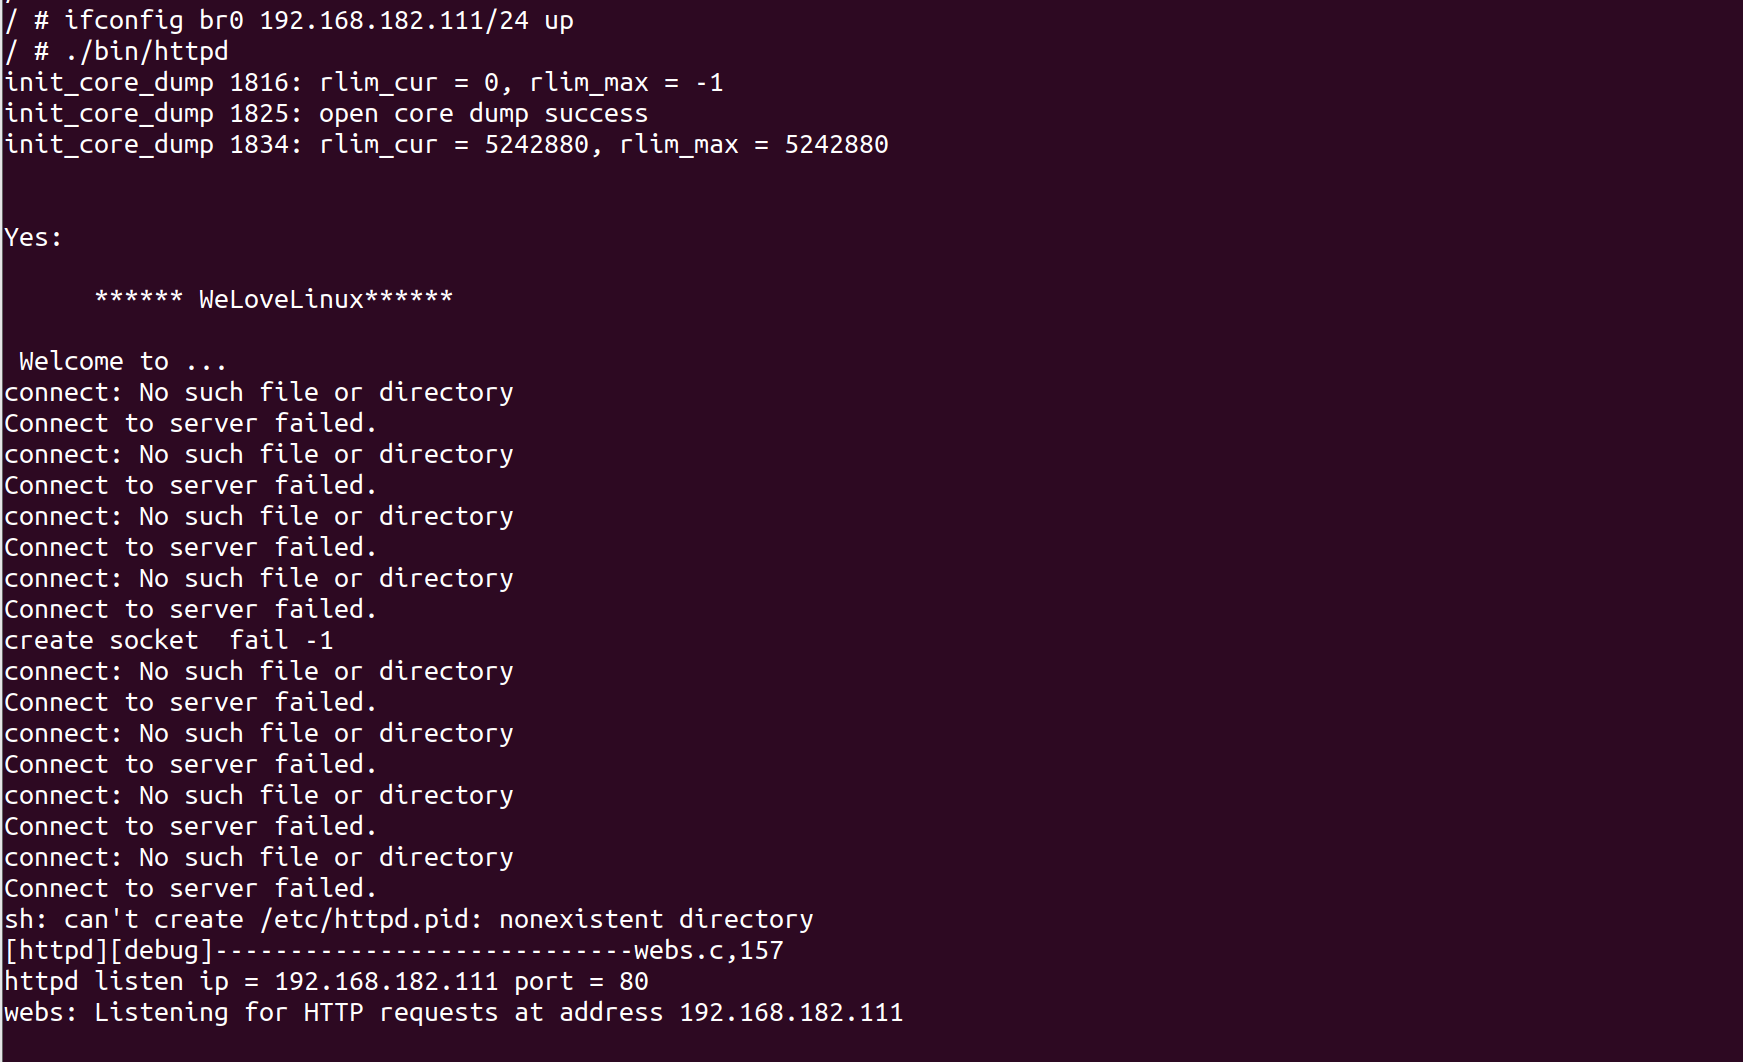 / # ifconfig br0 192.168.182.111/24 up
/ # ./bin/httpd
init_core_dump 1816: rlim_cur = 0, rlim_max = -1
init_core_dump 1825: open core dump success
init_core_dump 1834: rlim_cur = 5242880, rlim_max = 5242880
Yes:
****** WeLoveLinux******
Welcome to ...
connect: No such file or directory
Connect to server failed.
connect: No such file or directory
Connect to server failed.
connect: No such file or directory
Connect to server failed.
connect: No such file or directory
Connect to server failed.
create socket  fail -1
connect: No such file or directory
Connect to server failed.
connect: No such file or directory
Connect to server failed.
connect: No such file or directory
Connect to server failed.
connect: No such file or directory
Connect to server failed.
sh: can't create /etc/httpd.pid: nonexistent directory
[httpd][debug]----------------------------webs.c,157
httpd listen ip = 192.168.182.111 port = 80
webs: Listening for HTTP requests at address 192.168.182.111